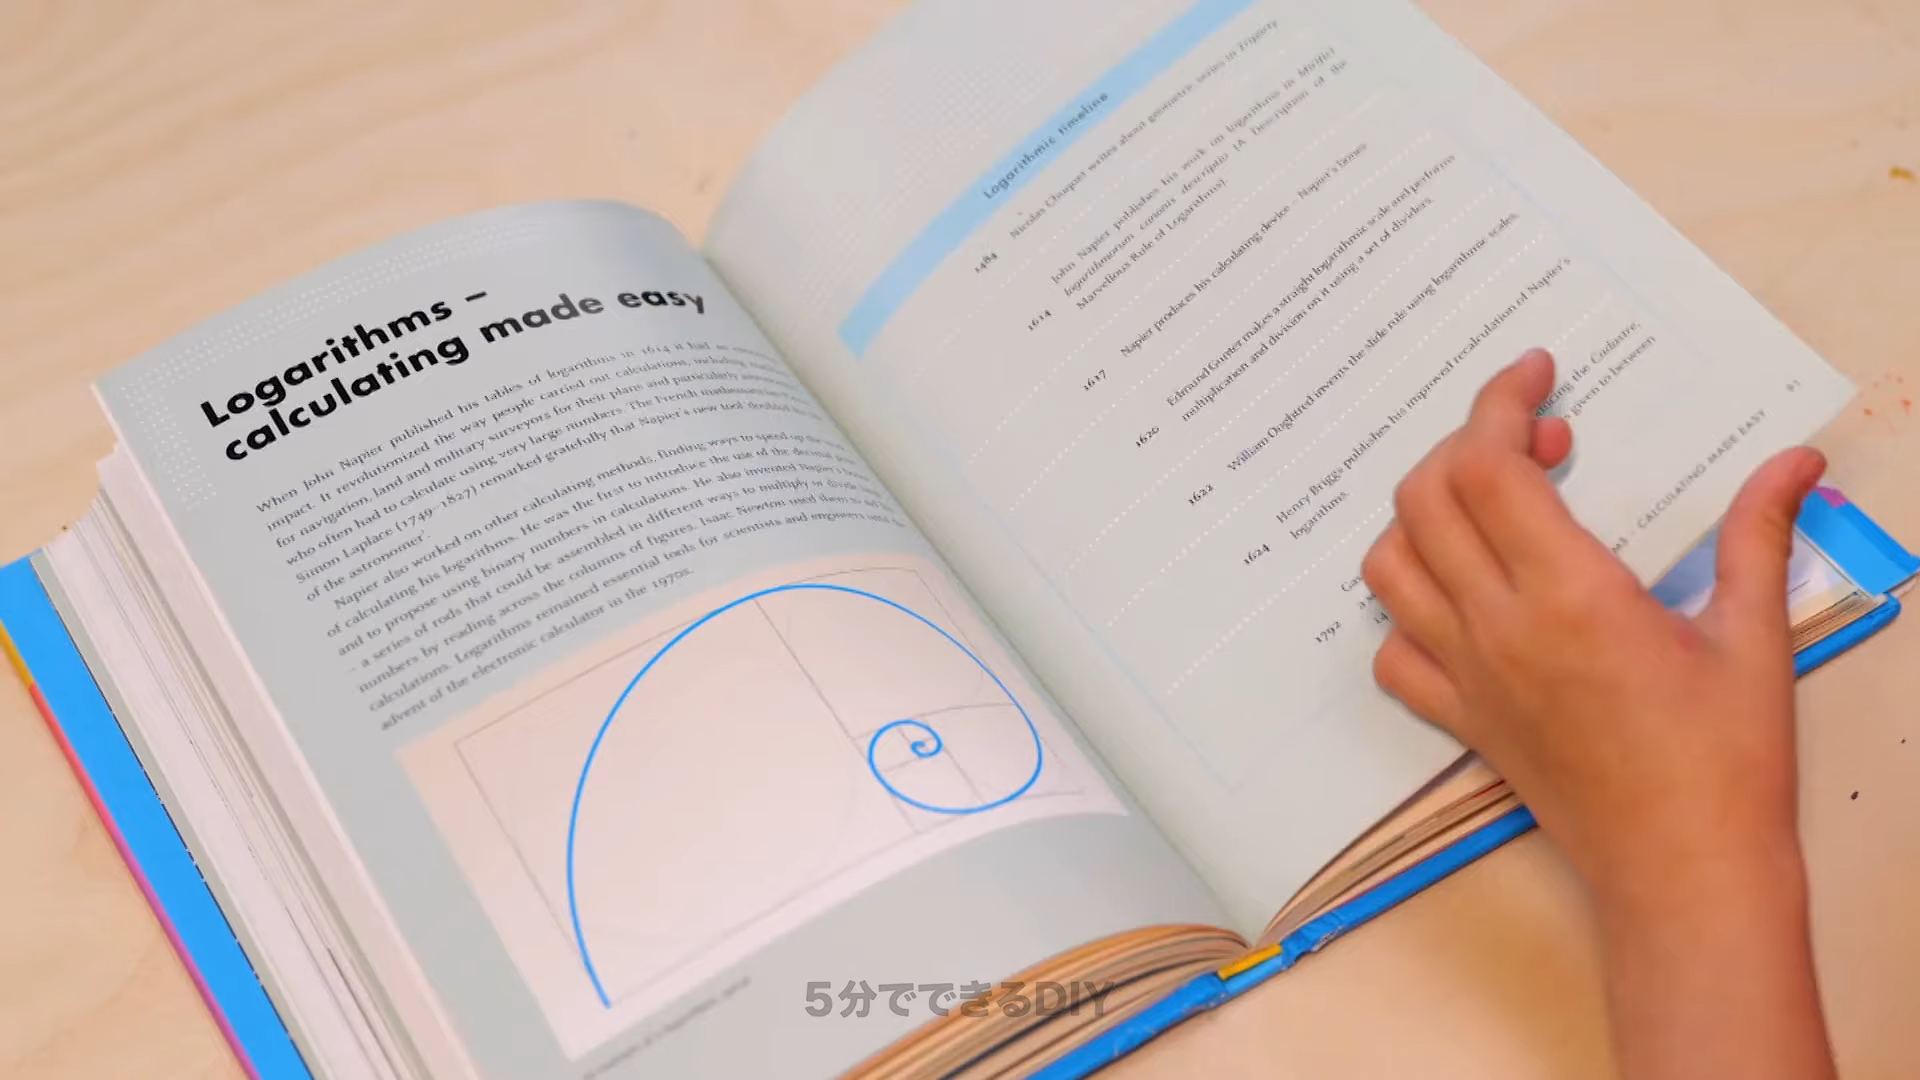 Logarithms –
calculating made easy
When John Napier published his tables of logarithms in 1614 it had an
impact. It revolutionized the way people carried out calculations, including
for navigation, land and military surveyors for their plans and particularly
who often had to calculate using very large numbers. The French
Simon Laplace (1749–1827) remarked gratefully that Napier's new tool 'doubled
of the astronomer'.
Napier also worked on other calculating methods, finding ways to speed up the
of calculating his logarithms. He was the first to introduce the use of the decimal
and to propose using binary numbers in calculations. He also invented Napier's
– a series of rods that could be assembled in different ways to multiply or divide
numbers by reading across the columns of figures. Isaac Newton used them to
calculations. Logarithms remained essential tools for scientists and engineers until the
advent of the electronic calculator in the 1970s.
Logarithmic timeline
1484 Nicolas Chuquet writes about geometric series in Triparty
1614 John Napier publishes his work on logarithms in Mirifici
logarithmorum canonis descriptio (A Description of the
Marvellous Rule of Logarithms).
1617 Napier produces his calculating device – Napier's bones
1620 Edmund Gunter makes a straight logarithmic scale and performs
multiplication and division on it using a set of dividers.
1622 William Oughtred invents the slide rule using logarithmic scales.
1624 Henry Briggs publishes his improved recalculation of Napier's
logarithms.
1792 the Cadastre,
given to between
- CALCULATING MADE EASY 91
5分でできるDIY